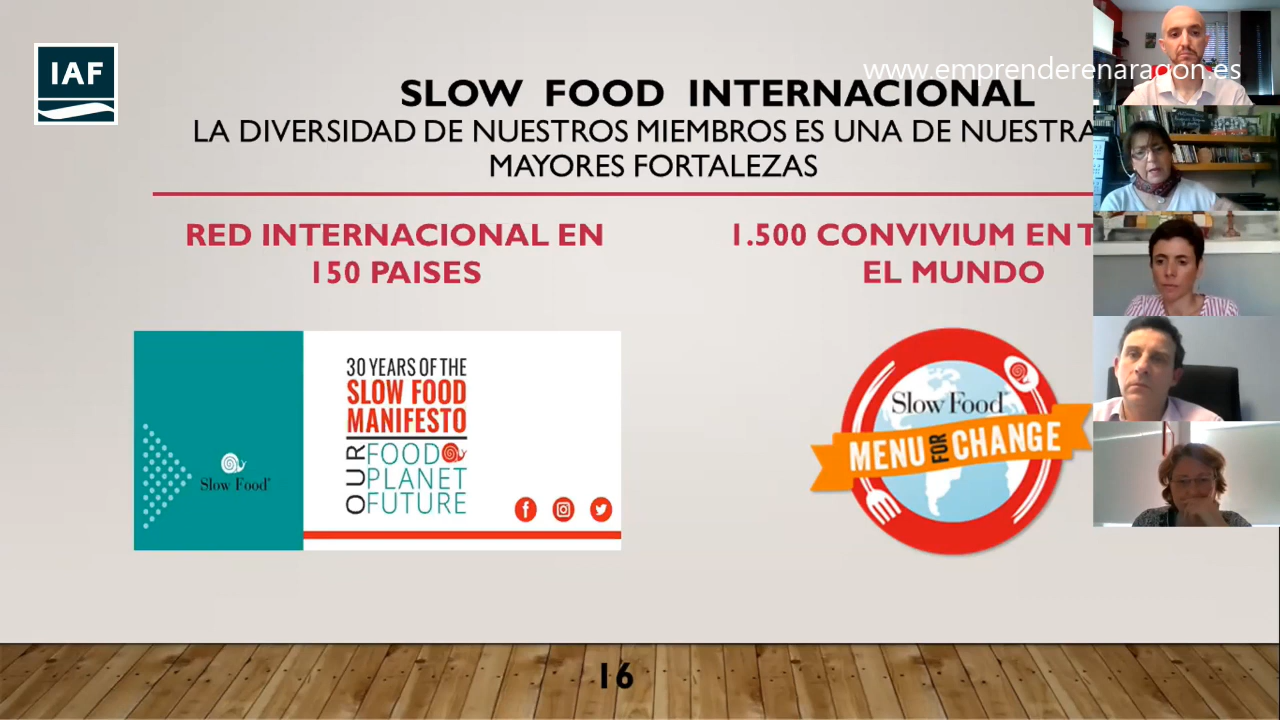 IAF
www.emprenderenaragon.es
SLOW FOOD INTERNACIONAL
LA DIVERSIDAD DE NUESTROS MIEMBROS ES UNA DE NUESTRA
MAYORES FORTALEZAS
RED INTERNACIONAL EN
150 PAISES
1.500 CONVIVIUM EN T
EL MUNDO
Slow Food
30 YEARS OF THE
SLOW FOOD
MANIFESTO
OUR
FOOD
PLANET
FUTURE
Slow Food
MENU FOR CHANGE
16